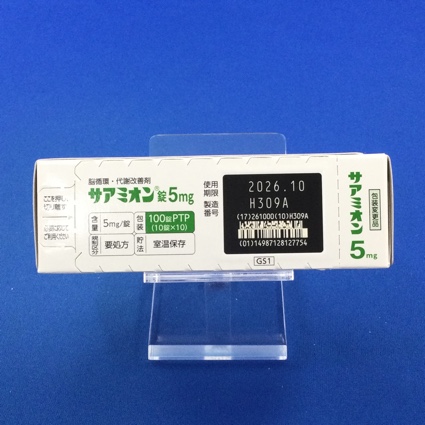 脳循環・代謝改善剤
サアミオン®錠5mg
含量 5mg/錠 包装 100錠PTP (10錠×10)
規制区分 要処方 貯法 室温保存
使用期限 2026.10
製造番号 H309A
(17)261000(10)H309A
(01)14987128127754
GS1
サアミオン 5mg
包装変更品